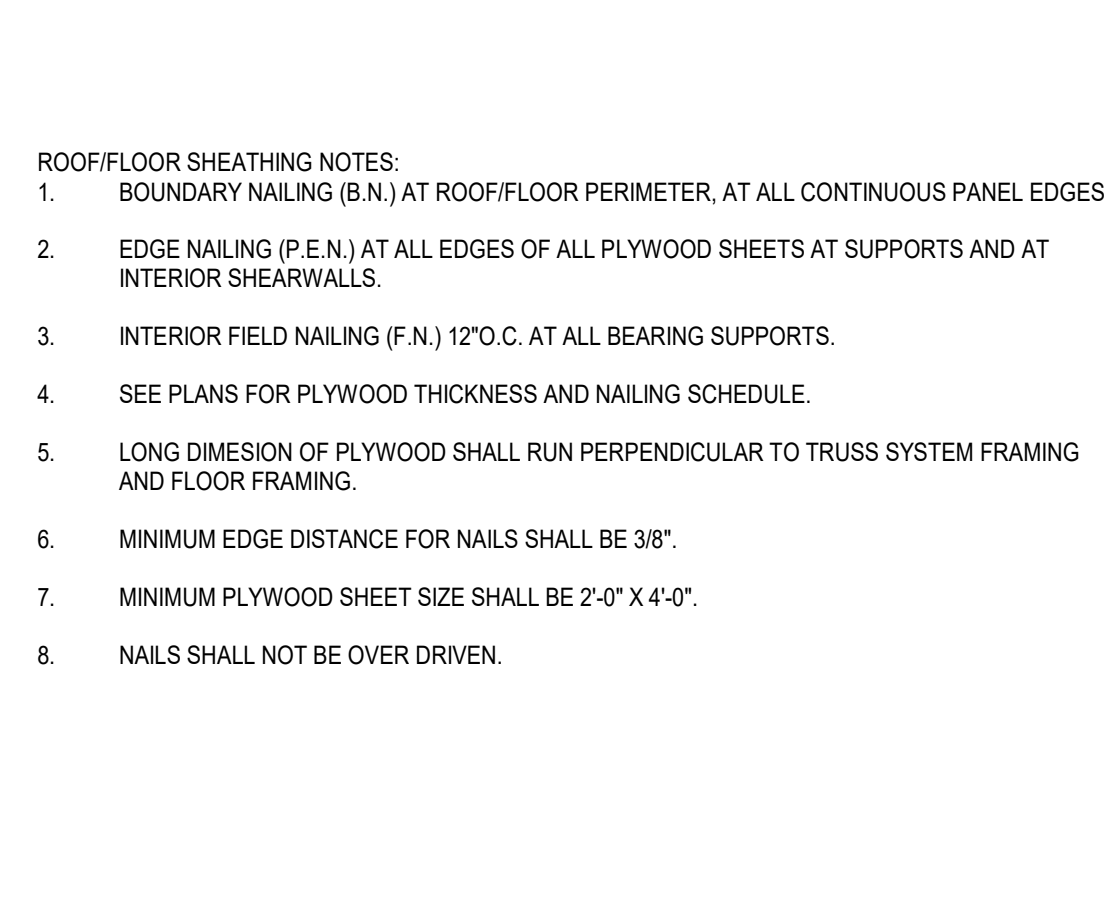 ROOF/FLOOR SHEATHING NOTES:
1. BOUNDARY NAILING (B.N.) AT ROOF/FLOOR PERIMETER, AT ALL CONTINUOUS PANEL EDGES
2. EDGE NAILING (P.E.N.) AT ALL EDGES OF ALL PLYWOOD SHEETS AT SUPPORTS AND AT
INTERIOR SHEARWALLS.
3. INTERIOR FIELD NAILING (F.N.) 12"O.C. AT ALL BEARING SUPPORTS.
4. SEE PLANS FOR PLYWOOD THICKNESS AND NAILING SCHEDULE.
5. LONG DIMESION OF PLYWOOD SHALL RUN PERPENDICULAR TO TRUSS SYSTEM FRAMING
AND FLOOR FRAMING.
6. MINIMUM EDGE DISTANCE FOR NAILS SHALL BE 3/8".
7. MINIMUM PLYWOOD SHEET SIZE SHALL BE 2'-0" X 4'-0".
8. NAILS SHALL NOT BE OVER DRIVEN.